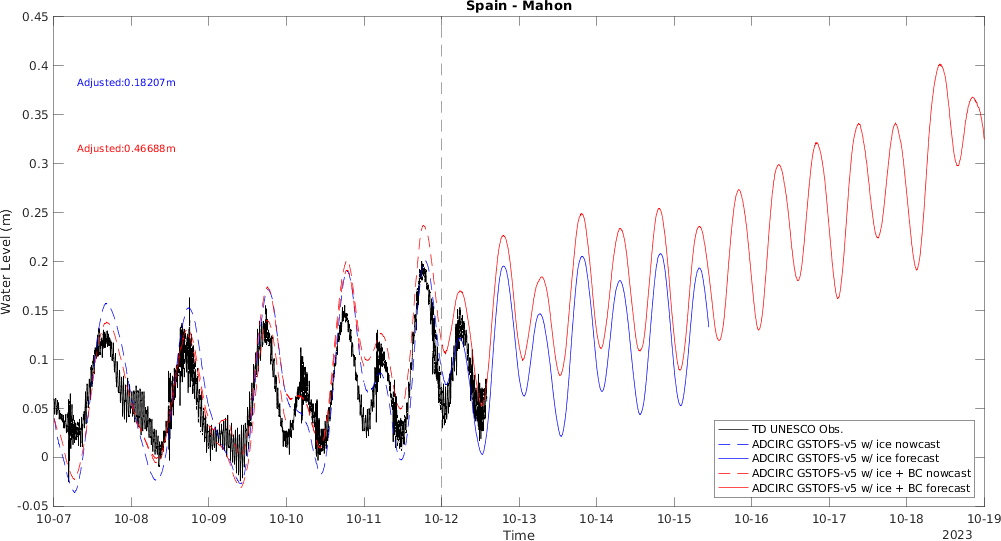 Spain - Mahon
0.45
0.4
0.35
0.3
0.25
0.2
0.15
0.1
0.05
0
-0.05
Water Level (m)
Adjusted:0.18207m
Adjusted:0.46688m
TD UNESCO Obs.
ADCIRC GSTOFS-v5 w/ ice nowcast
ADCIRC GSTOFS-v5 w/ ice forecast
ADCIRC GSTOFS-v5 w/ ice + BC nowcast
ADCIRC GSTOFS-v5 w/ ice + BC forecast
10-07 10-08 10-09 10-10 10-11 10-12 10-13 10-14 10-15 10-16 10-17 10-18 10-19
Time
2023